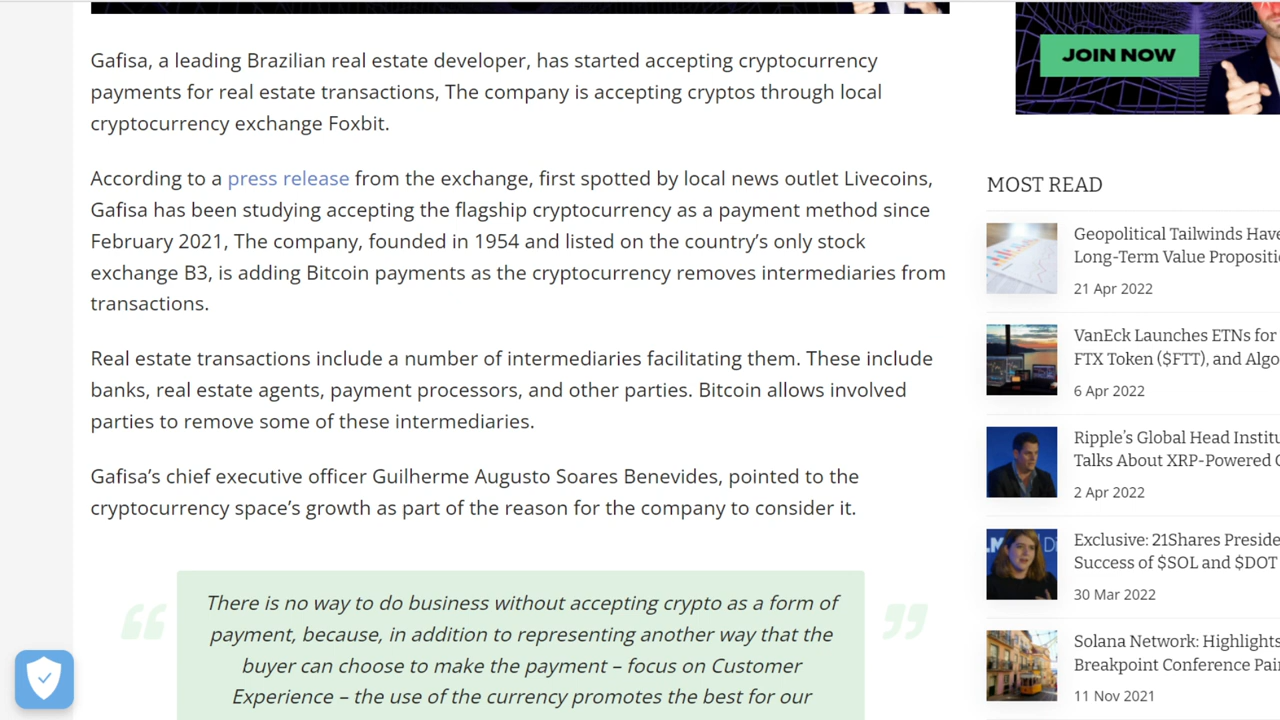 Gafisa, a leading Brazilian real estate developer, has started accepting cryptocurrency
payments for real estate transactions, The company is accepting cryptos through local
cryptocurrency exchange Foxbit.
According to a press release from the exchange, first spotted by local news outlet Livecoins,
Gafisa has been studying accepting the flagship cryptocurrency as a payment method since
February 2021, The company, founded in 1954 and listed on the country’s only stock
exchange B3, is adding Bitcoin payments as the cryptocurrency removes intermediaries from
transactions.
Real estate transactions include a number of intermediaries facilitating them. These include
banks, real estate agents, payment processors, and other parties. Bitcoin allows involved
parties to remove some of these intermediaries.
Gafisa’s chief executive officer Guilherme Augusto Soares Benevides, pointed to the
cryptocurrency space’s growth as part of the reason for the company to consider it.
“
There is no way to do business without accepting crypto as a form of
payment, because, in addition to representing another way that the
buyer can choose to make the payment – focus on Customer
Experience – the use of the currency promotes the best for our
”
JOIN NOW
MOST READ
Geopolitical Tailwinds Have
Long-Term Value Propositi
21 Apr 2022
VanEck Launches ETNs for
FTX Token ($FTT), and Algo
6 Apr 2022
Ripple’s Global Head Institu
Talks About XRP-Powered
2 Apr 2022
Exclusive: 21Shares Preside
Success of $SOL and $DOT
30 Mar 2022
Solana Network: Highlights
Breakpoint Conference Pai
11 Nov 2021